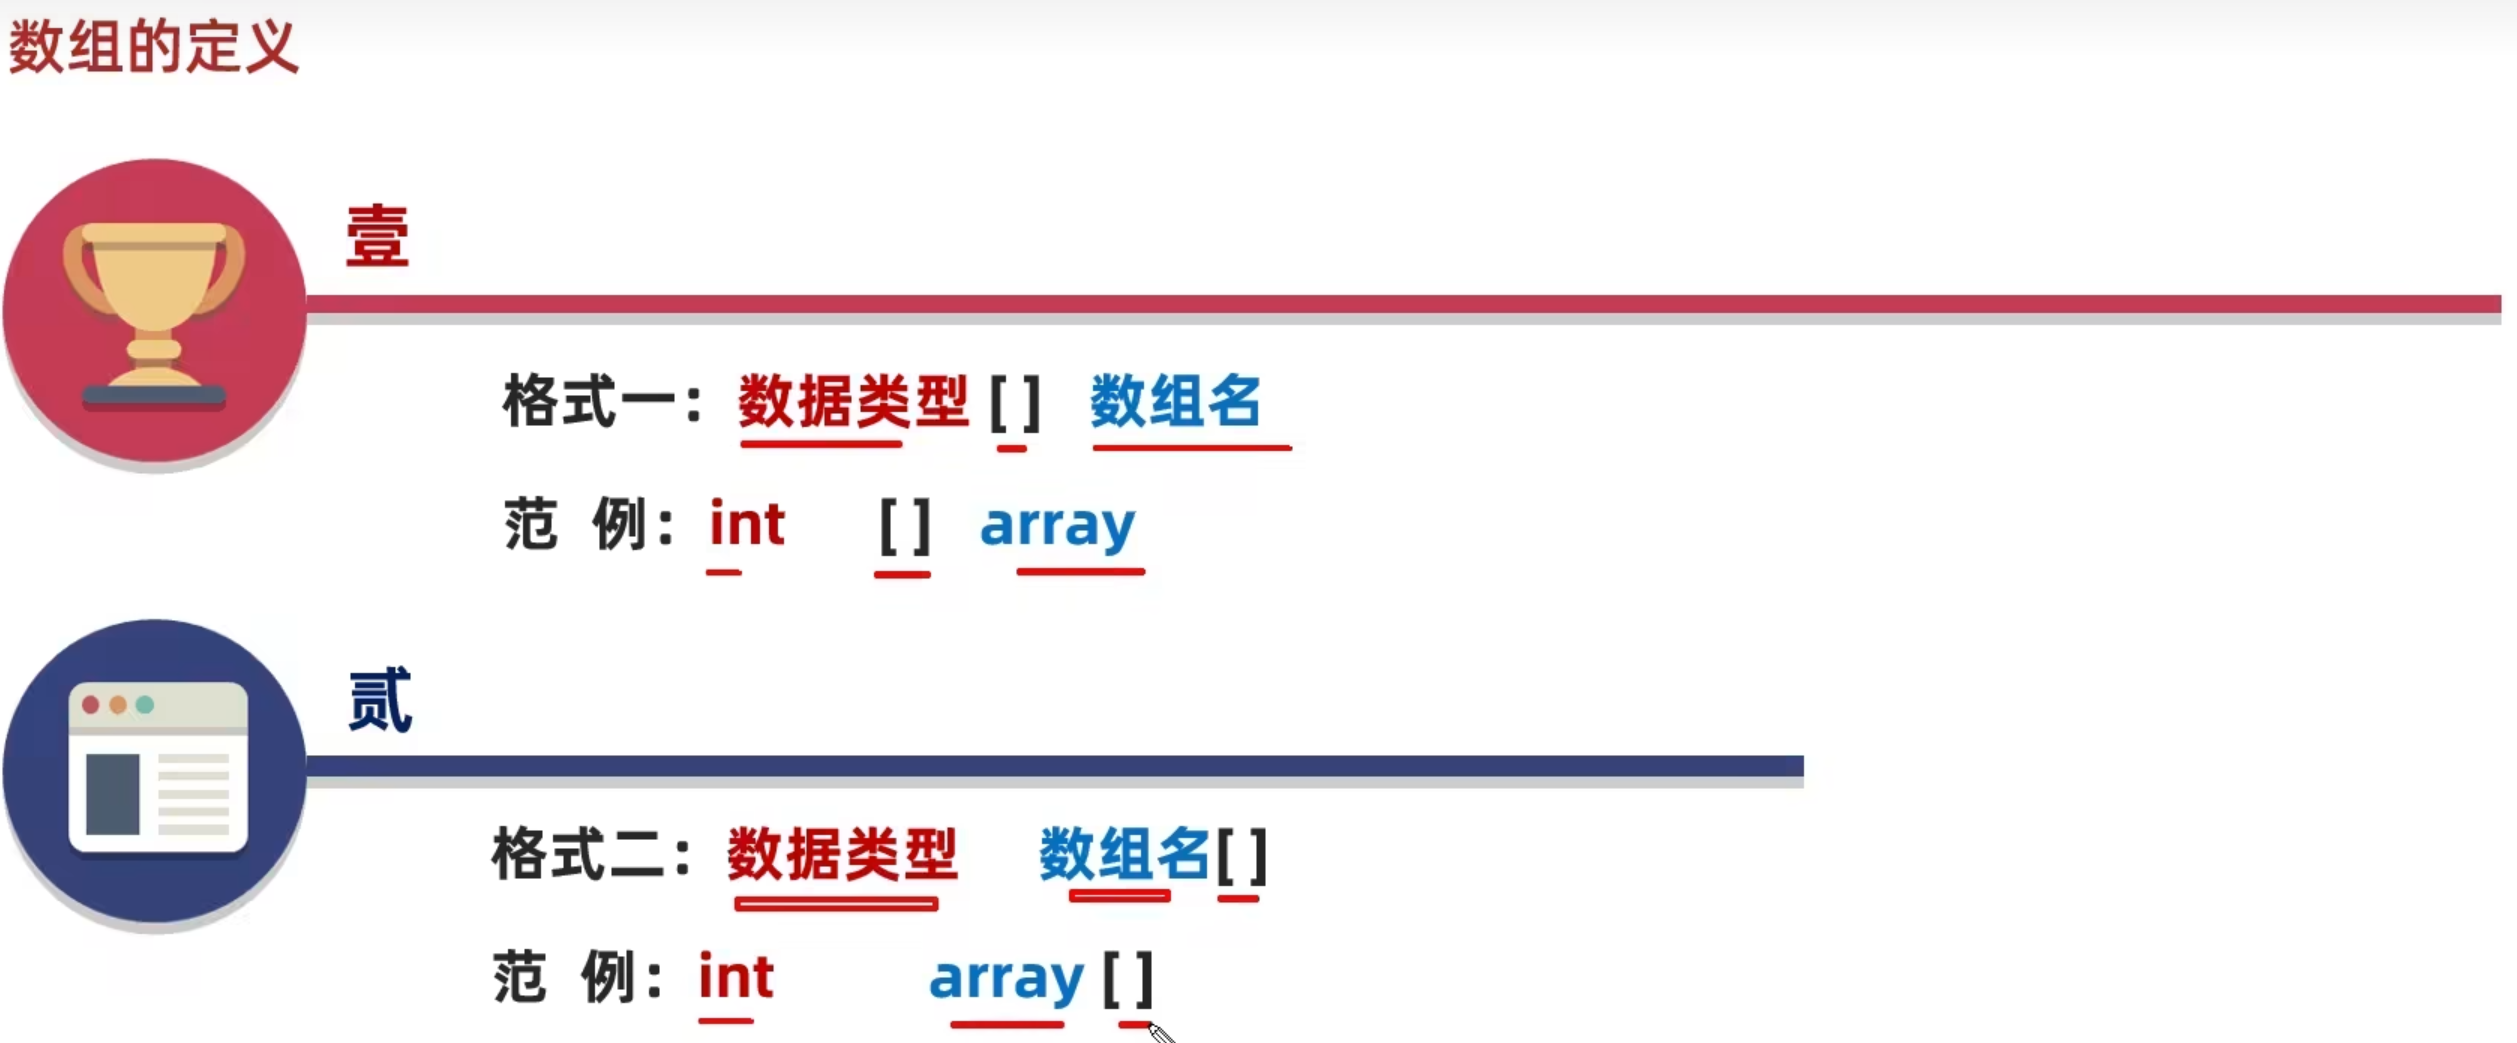 数组的定义
壹
格式一：数据类型 [ ] 数组名
范 例：int [ ] array
贰
格式二：数据类型 数组名[ ]
范 例：int array [ ]